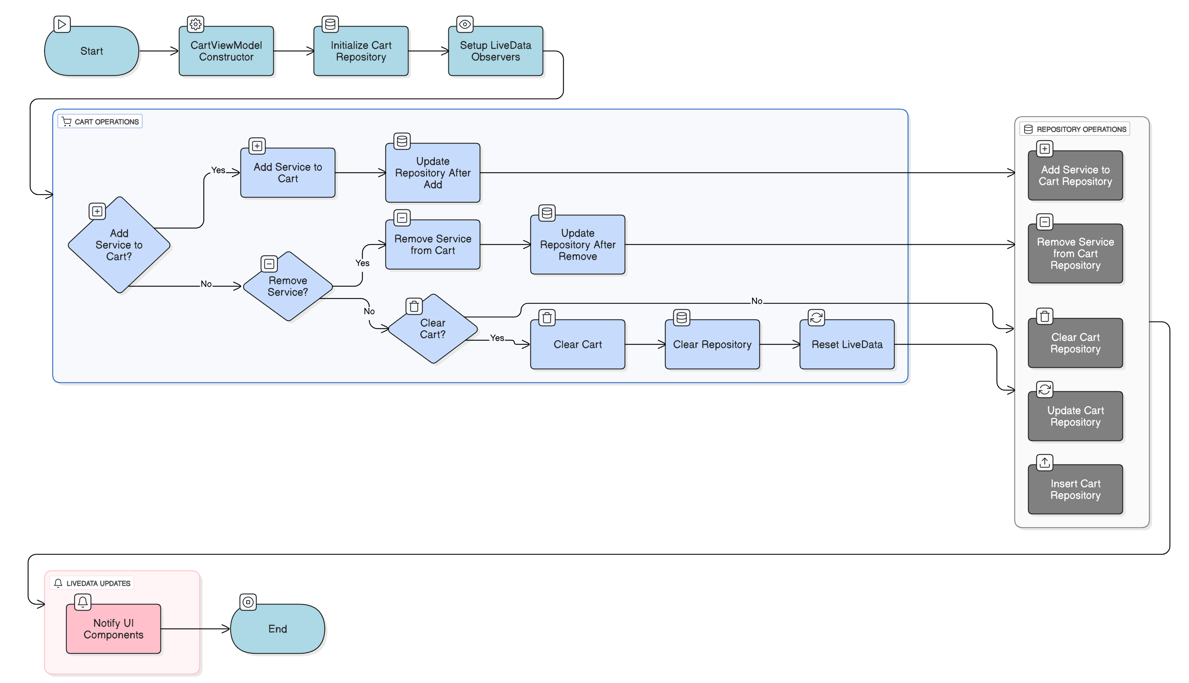 Start
CartViewModel
Constructor
Initialize Cart
Repository
Setup LiveData
Observers
CART OPERATIONS
REPOSITORY OPERATIONS
Add
Service to
Cart?
Yes
Add Service to
Cart
Update
Repository After
Add
Add Service to
Cart Repository
No
Remove
Service?
Yes
Remove Service
from Cart
Update
Repository After
Remove
Remove Service
from Cart
Repository
No
Clear
Cart?
No
Yes
Clear Cart
Clear Repository
Reset LiveData
Clear Cart
Repository
Update Cart
Repository
Insert Cart
Repository
LIVEDATA UPDATES
Notify UI
Components
End